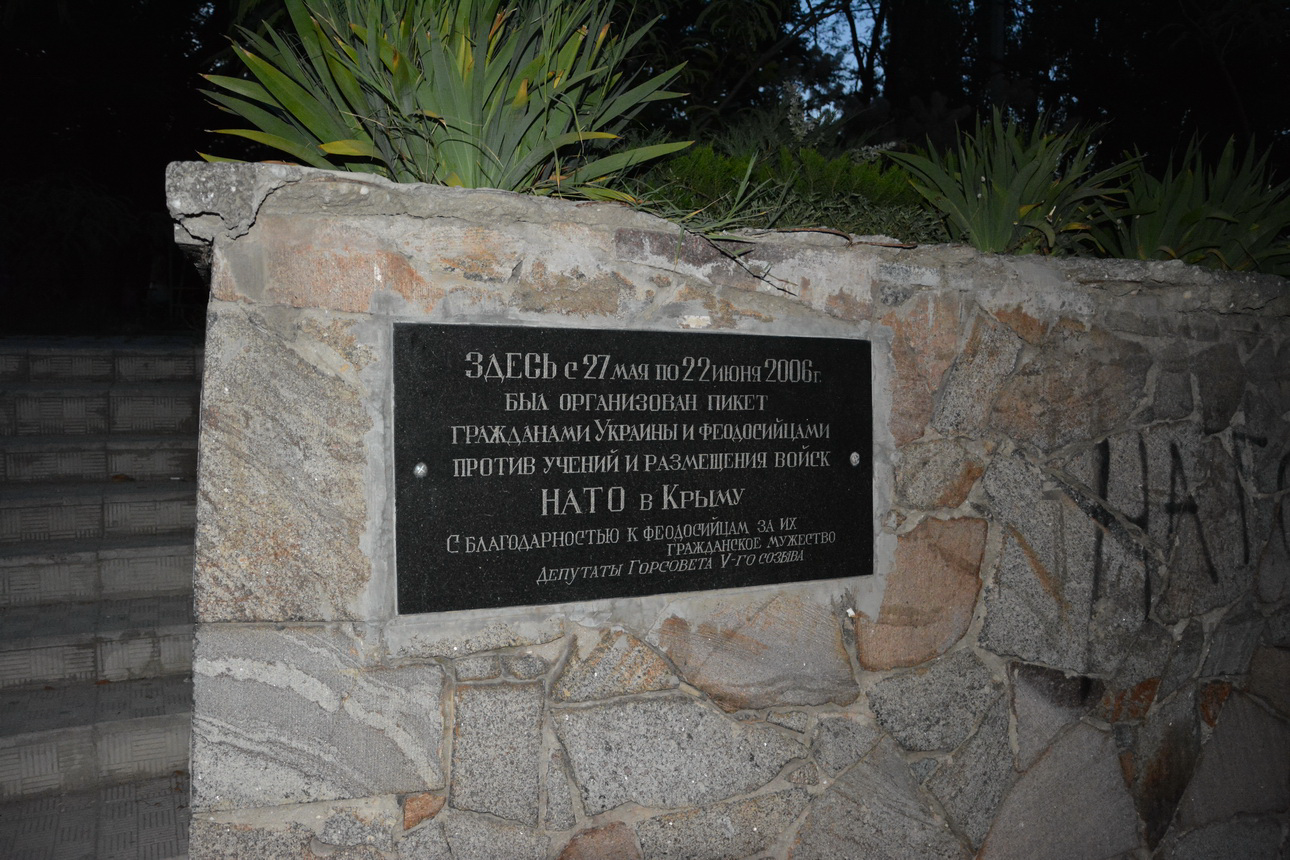 ЗДЕСЬ с 27 мая по 22 июня 2006 г.
БЫЛ ОРГАНИЗОВАН ПИКЕТ
ГРАЖДАНАМИ УКРАИНЫ И ФЕОДОСИЙЦАМИ
ПРОТИВ УЧЕНИЙ И РАЗМЕЩЕНИЯ ВОЙСК
НАТО в Крыму
С БЛАГОДАРНОСТЬЮ К ФЕОДОСИЙЦАМ ЗА ИХ
ГРАЖДАНСКОЕ МУЖЕСТВО
ДЕПУТАТЫ ГОРСОВЕТА V-ГО СОЗЫВА